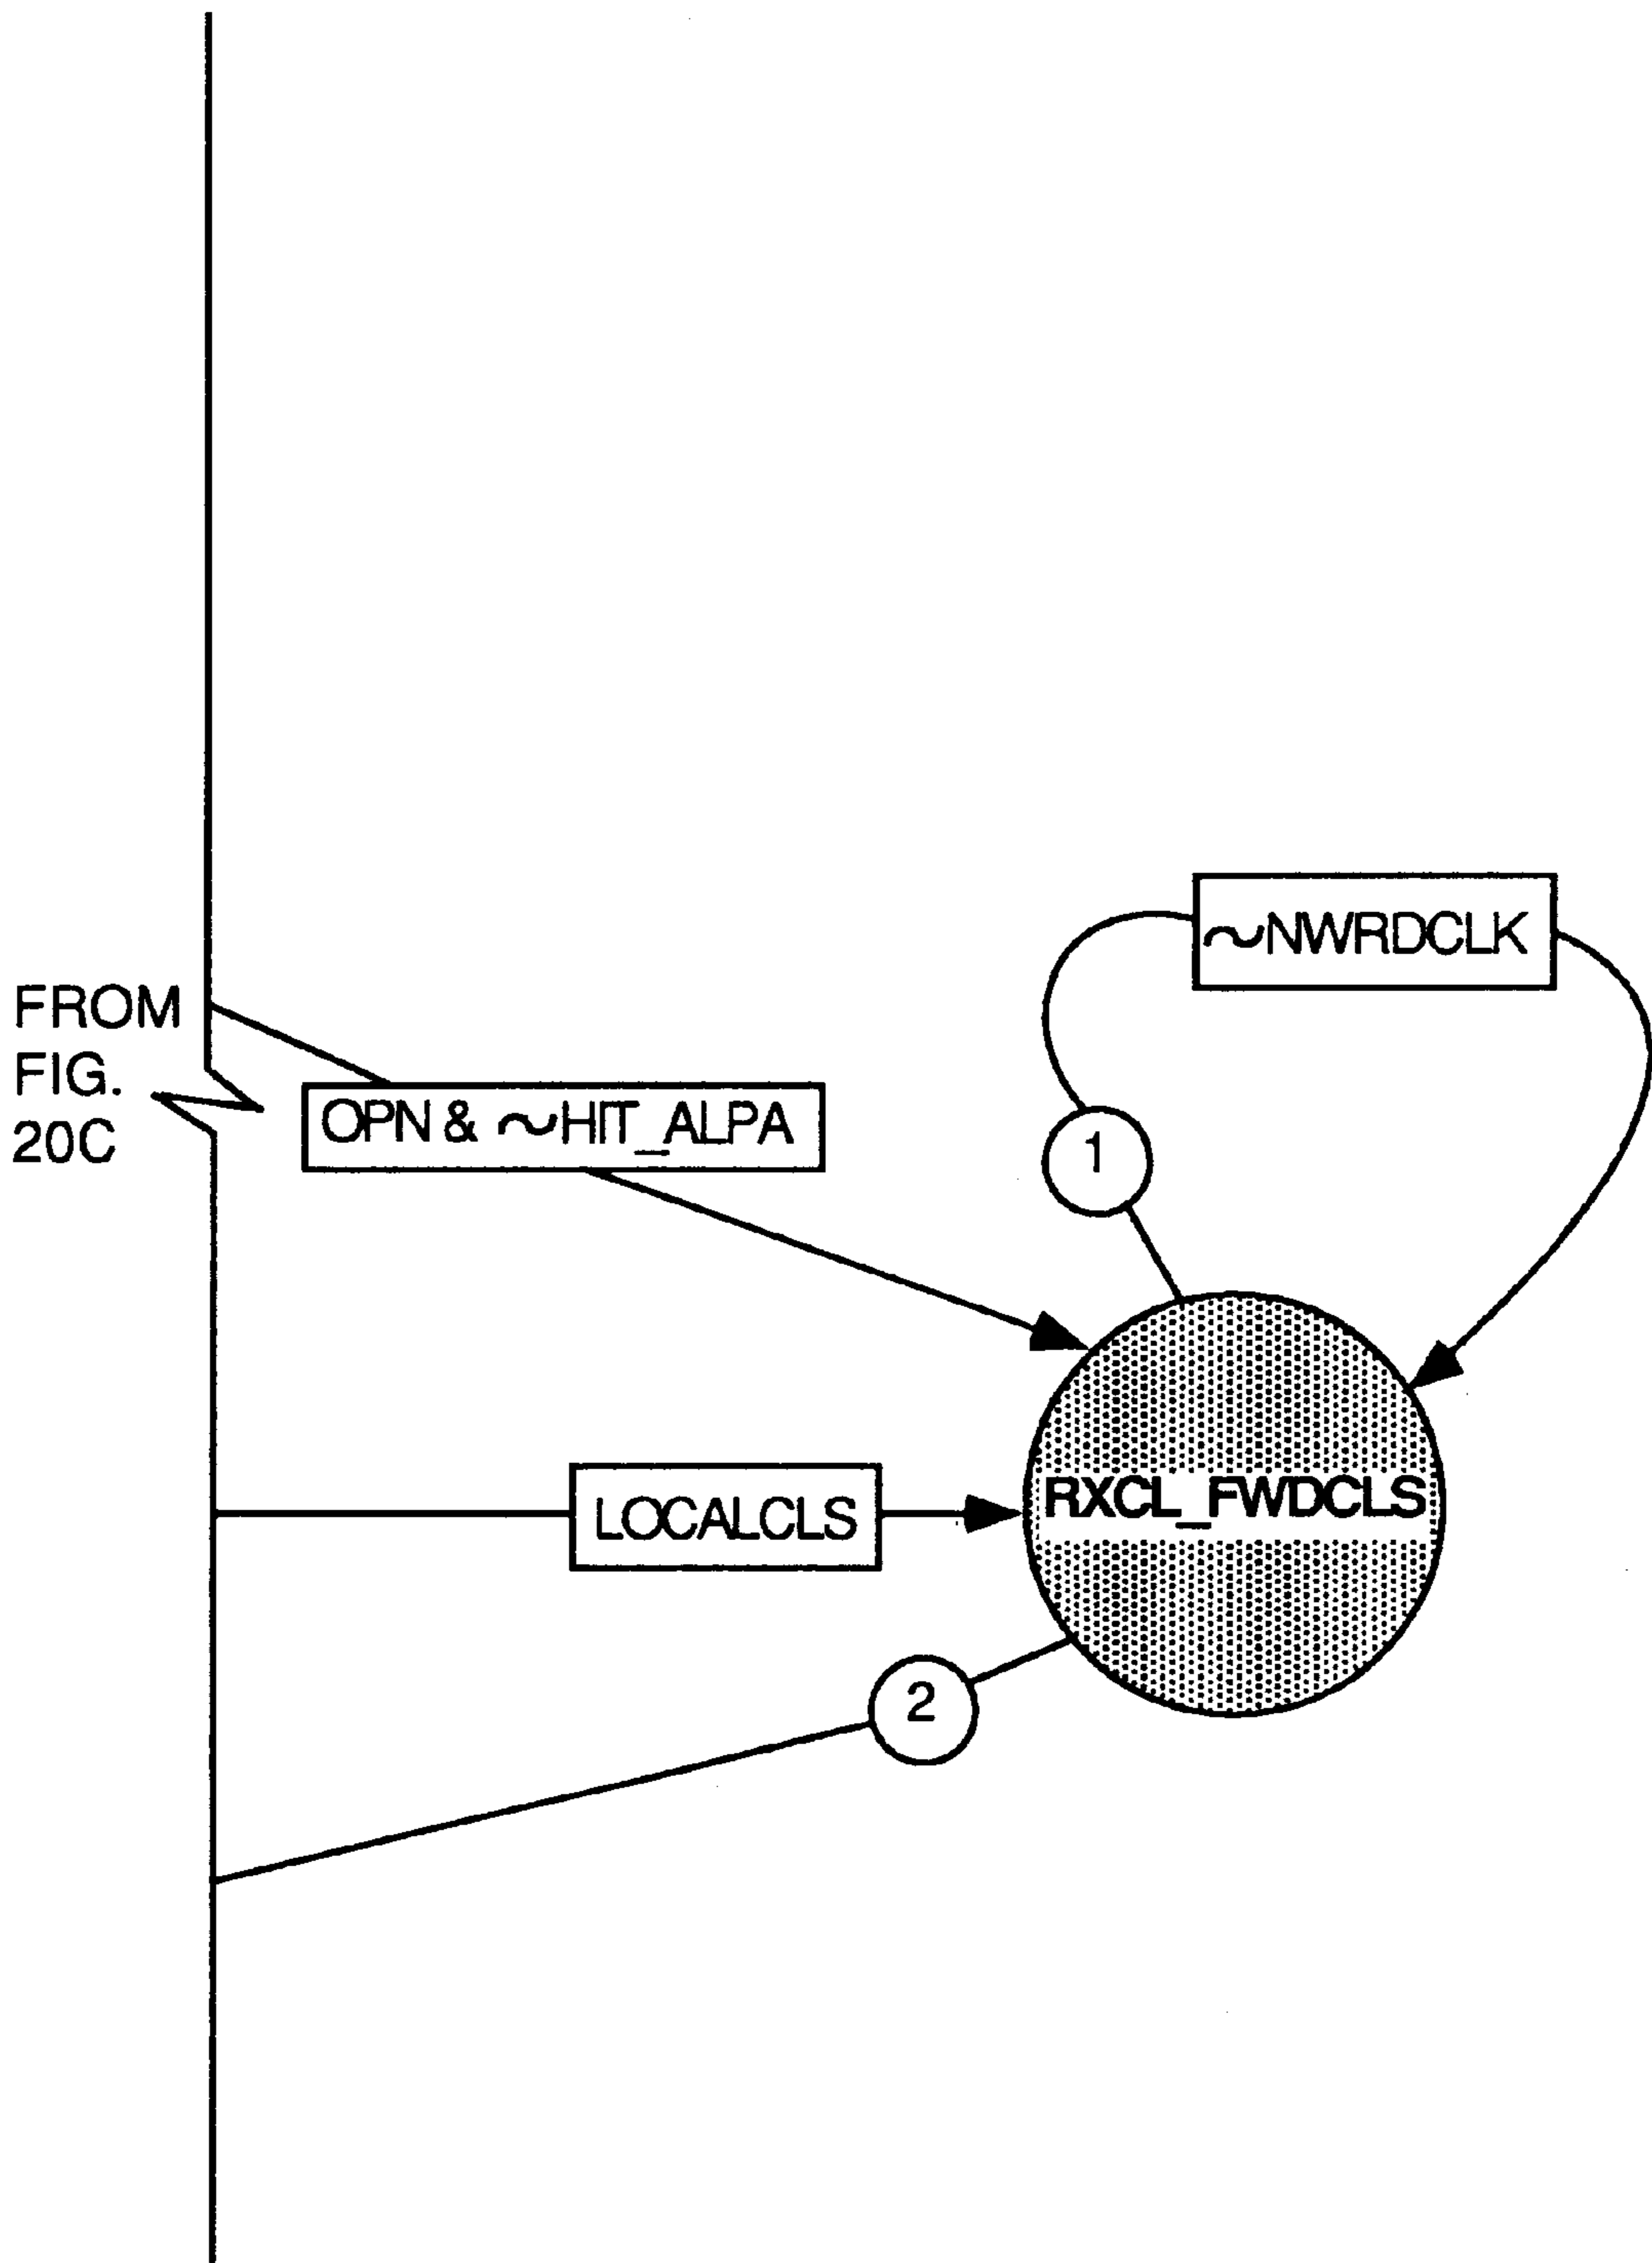 ~NWRDCLK
FROM
FIG.
20C
OPN & ~HIT_ALPA
1
RXCL_FWDCLS
LOCALCLS
2